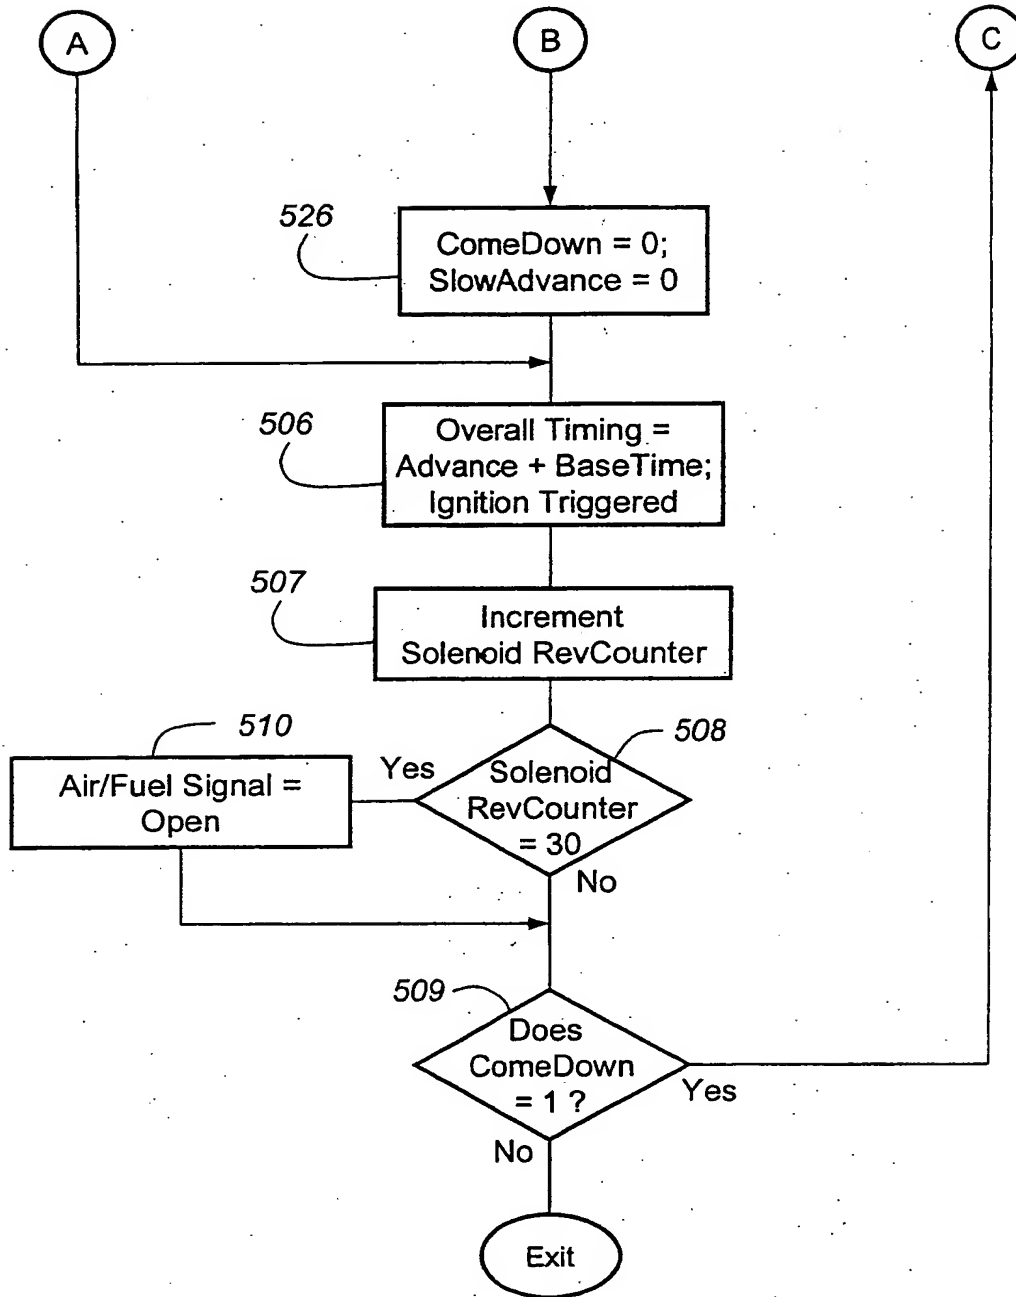 A
B
C
526
ComeDown = 0;
SlowAdvance = 0
506
Overall Timing =
Advance + BaseTime;
Ignition Triggered
507
Increment
Solenoid RevCounter
510
508
Air/Fuel Signal =
Open
Yes
Solenoid
RevCounter
= 30
No
509
Does
ComeDown
= 1 ?
Yes
No
Exit